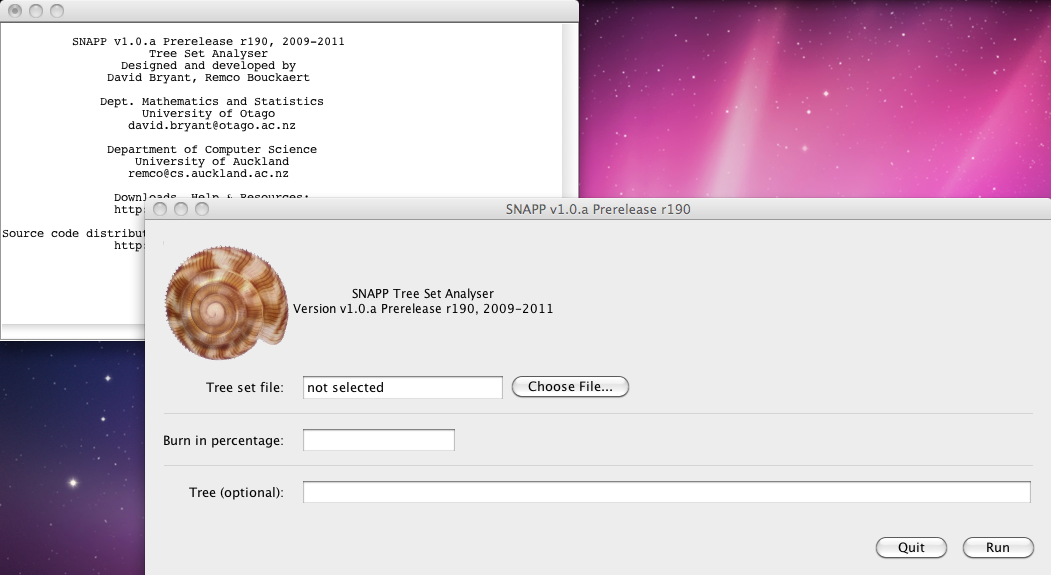 SNAPP v1.0.a Prerelease r190, 2009-2011
Tree Set Analyser
Designed and developed by
David Bryant, Remco Bouckaert
Dept. Mathematics and Statistics
University of Otago
david.bryant@otago.ac.nz
Department of Computer Science
University of Auckland
remco@cs.auckland.ac.nz
Downloads, Help & Resources:
http:
Source code distribut
http:
SNAPP v1.0.a Prerelease r190
SNAPP Tree Set Analyser
Version v1.0.a Prerelease r190, 2009-2011
Tree set file: not selected Choose File...
Burn in percentage:
Tree (optional):
Quit Run